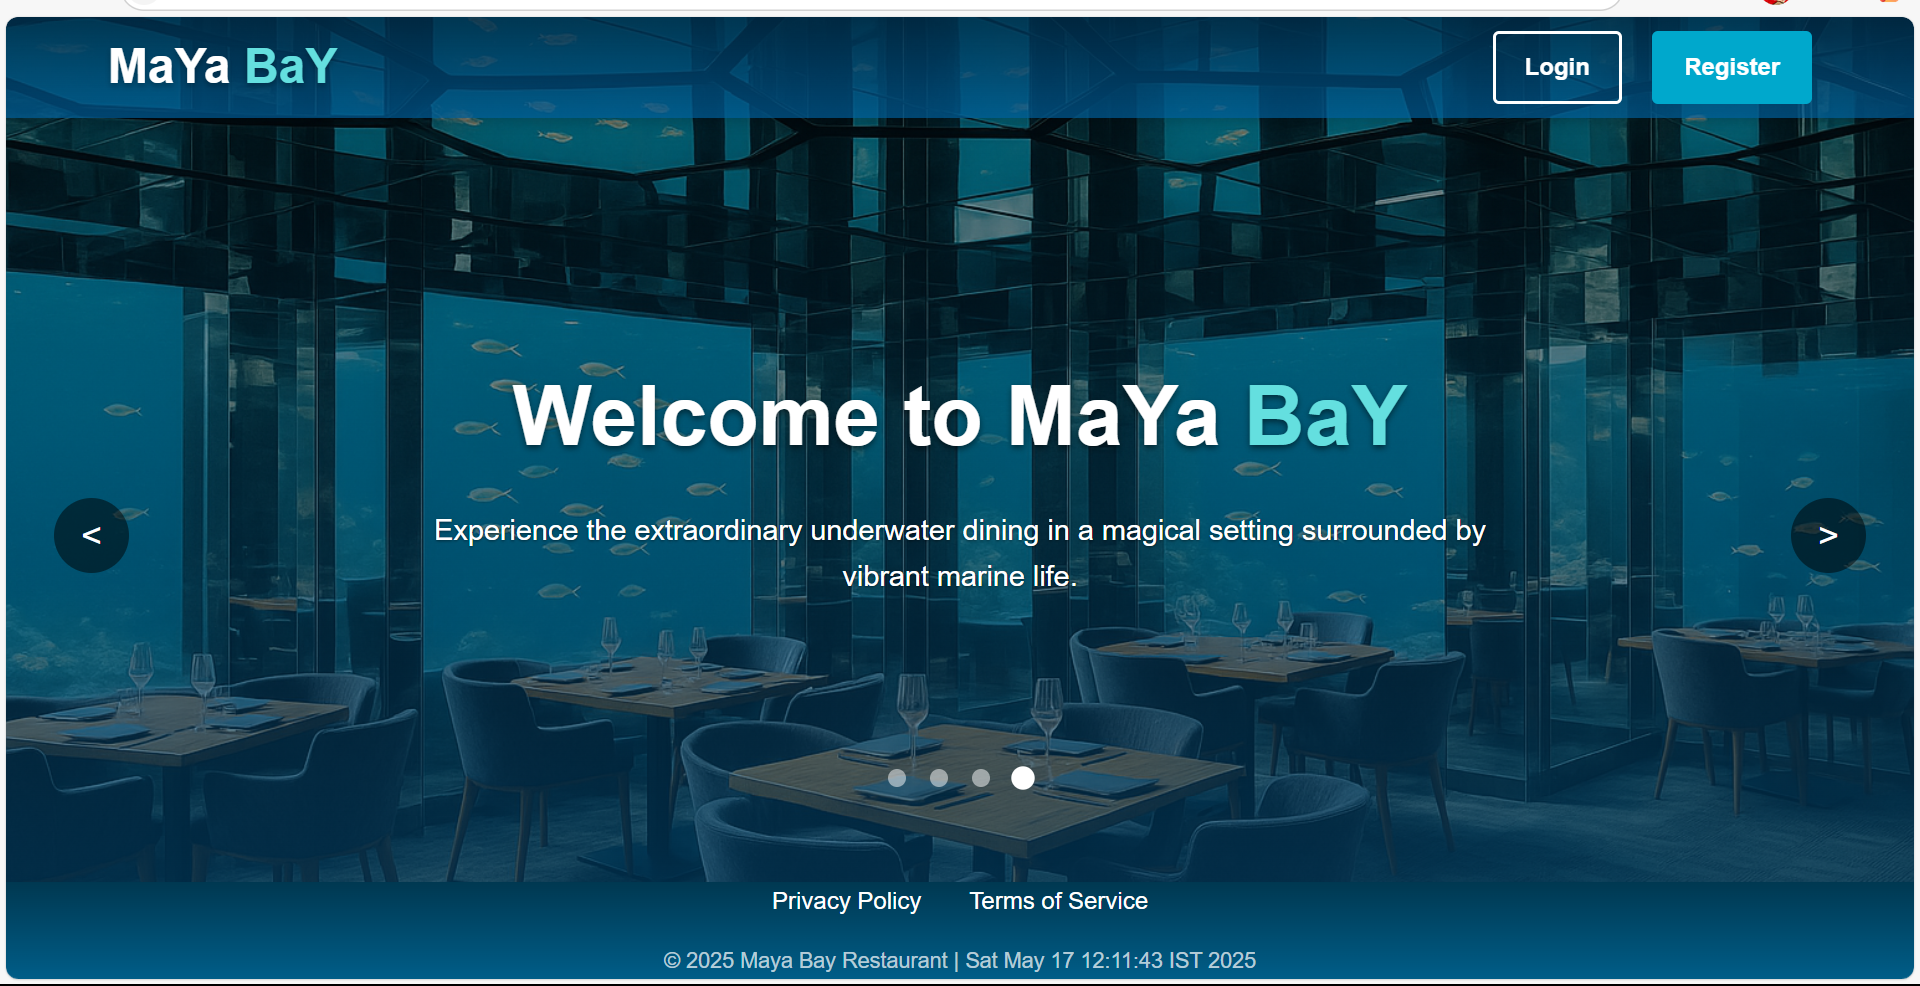 MaYa BaY
Login
Register
Welcome to MaYa BaY
Experience the extraordinary underwater dining in a magical setting surrounded by
vibrant marine life.
<
>
Privacy Policy
Terms of Service
© 2025 Maya Bay Restaurant | Sat May 17 12:11:43 IST 2025